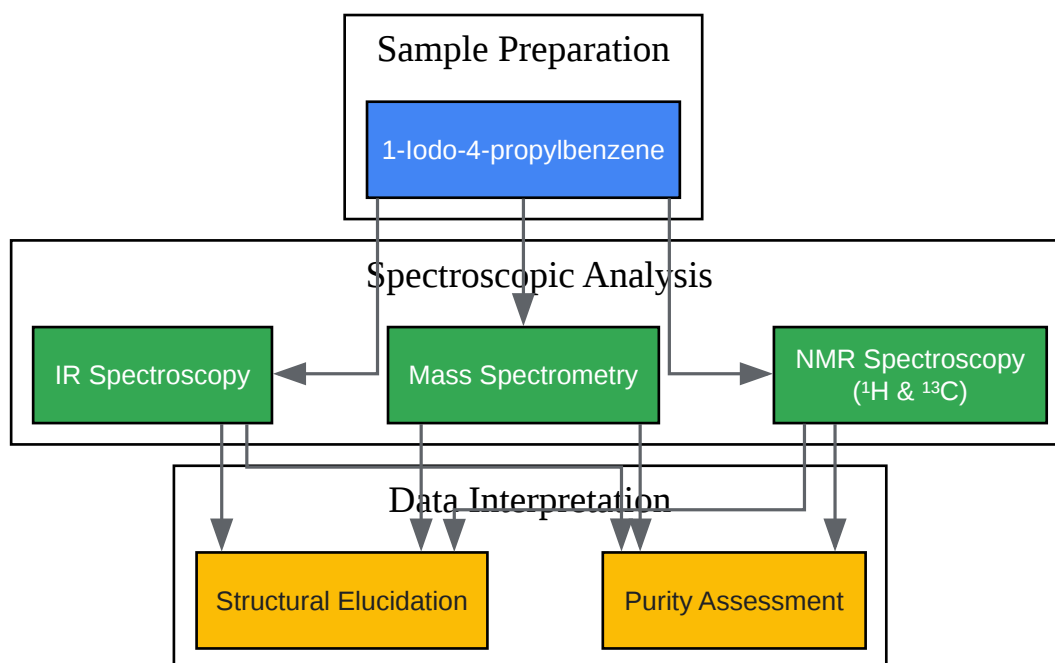 Sample Preparation
1-Iodo-4-propylbenzene
Spectroscopic Analysis
IR Spectroscopy
Mass Spectrometry
NMR Spectroscopy
(¹H & ¹³C)
Data Interpretation
Structural Elucidation
Purity Assessment